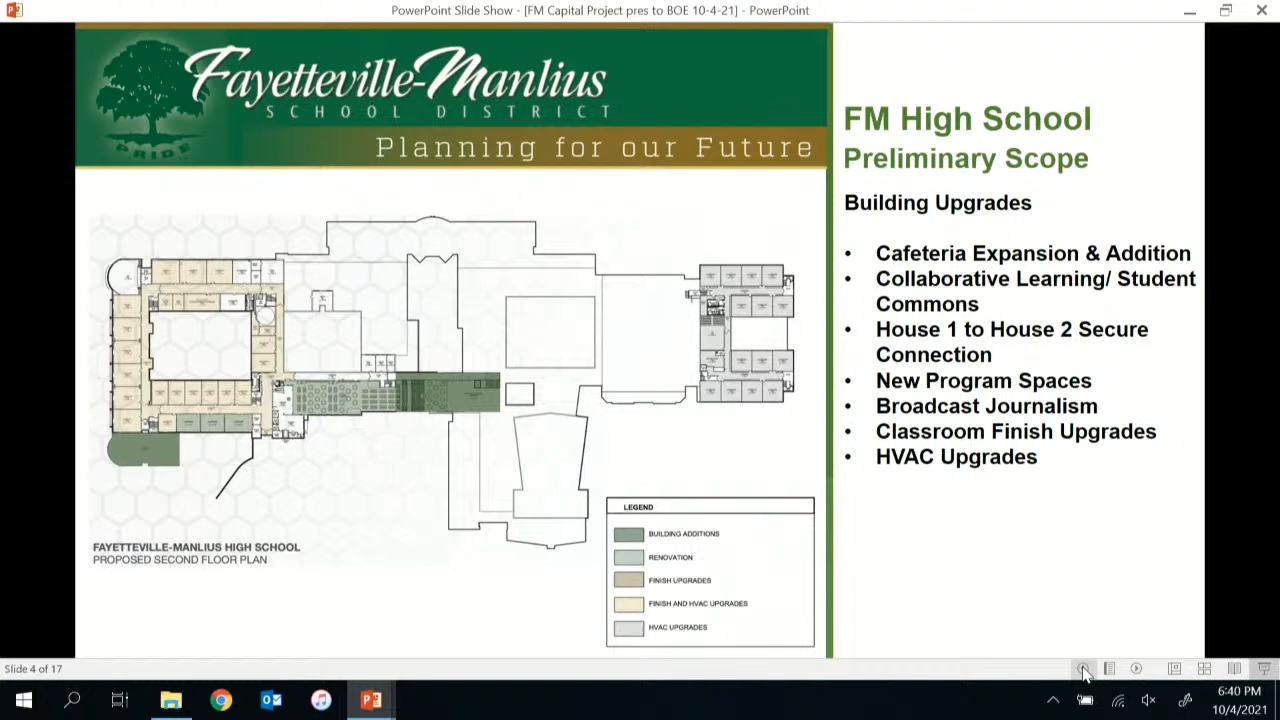 PowerPoint Slide Show - [FM Capital Project pres to BOE 10-4-21] - PowerPoint
Fayetteville-Manlius
SCHOOL DISTRICT
PRIDE
Planning for our Future
FM High School
Preliminary Scope
Building Upgrades
• Cafeteria Expansion & Addition
• Collaborative Learning/ Student
Commons
• House 1 to House 2 Secure
Connection
• New Program Spaces
• Broadcast Journalism
• Classroom Finish Upgrades
• HVAC Upgrades
FAYETTEVILLE-MANLIUS HIGH SCHOOL
PROPOSED SECOND FLOOR PLAN
LEGEND
BUILDING ADDITIONS
RENOVATION
FINISH UPGRADES
FINISH AND HVAC UPGRADES
HVAC UPGRADES
Slide 4 of 17
6:40 PM
10/4/2021